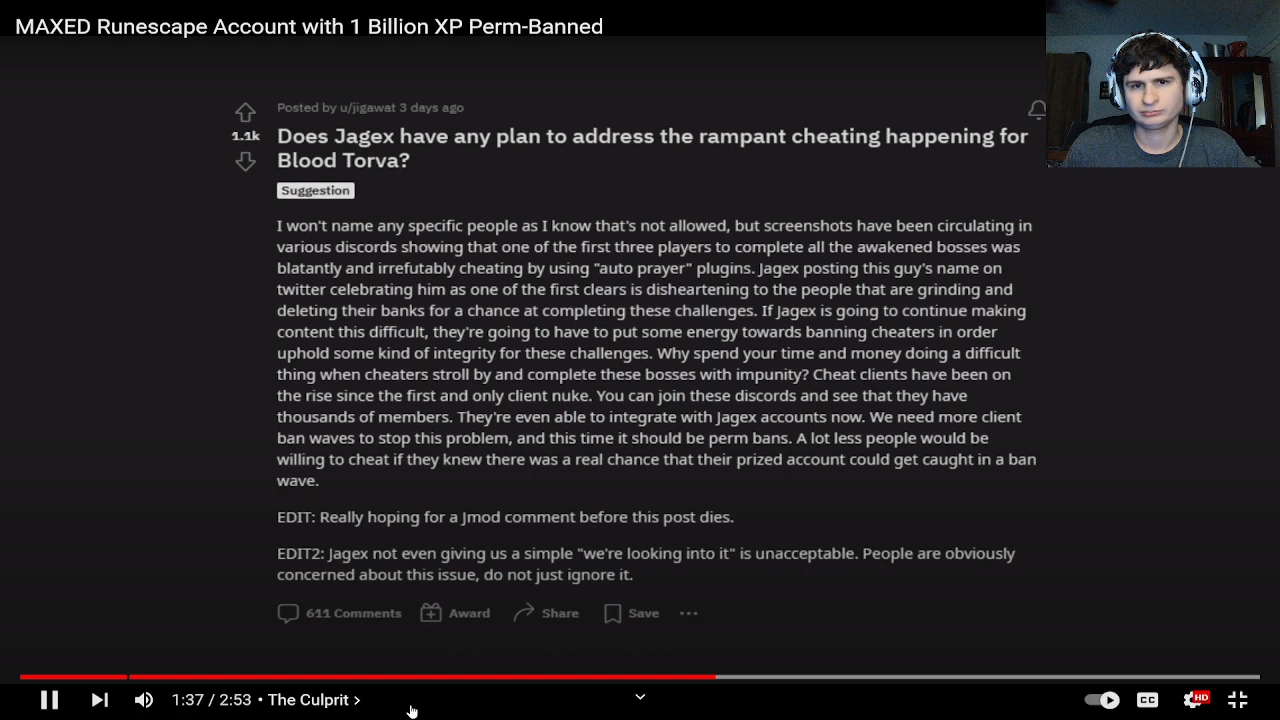 MAXED Runescape Account with 1 Billion XP Perm-Banned
Posted by u/jigawat 3 days ago
1.1k
Does Jagex have any plan to address the rampant cheating happening for
Blood Torva?
Suggestion
I won't name any specific people as I know that's not allowed, but screenshots have been circulating in
various discords showing that one of the first three players to complete all the awakened bosses was
blatantly and irrefutably cheating by using "auto prayer" plugins. Jagex posting this guy's name on
twitter celebrating him as one of the first clears is disheartening to the people that are grinding and
deleting their banks for a chance at completing these challenges. If Jagex is going to continue making
content this difficult, they're going to have to put some energy towards banning cheaters in order
uphold some kind of integrity for these challenges. Why spend your time and money doing a difficult
thing when cheaters stroll by and complete these bosses with impunity? Cheat clients have been on
the rise since the first and only client nuke. You can join these discords and see that they have
thousands of members. They're even able to integrate with Jagex accounts now. We need more client
ban waves to stop this problem, and this time it should be perm bans. A lot less people would be
willing to cheat if they knew there was a real chance that their prized account could get caught in a ban
wave.
EDIT: Really hoping for a Jmod comment before this post dies.
EDIT2: Jagex not even giving us a simple "we're looking into it" is unacceptable. People are obviously
concerned about this issue, do not just ignore it.
611 Comments Award Share Save
1:37 / 2:53 • The Culprit > CC HD